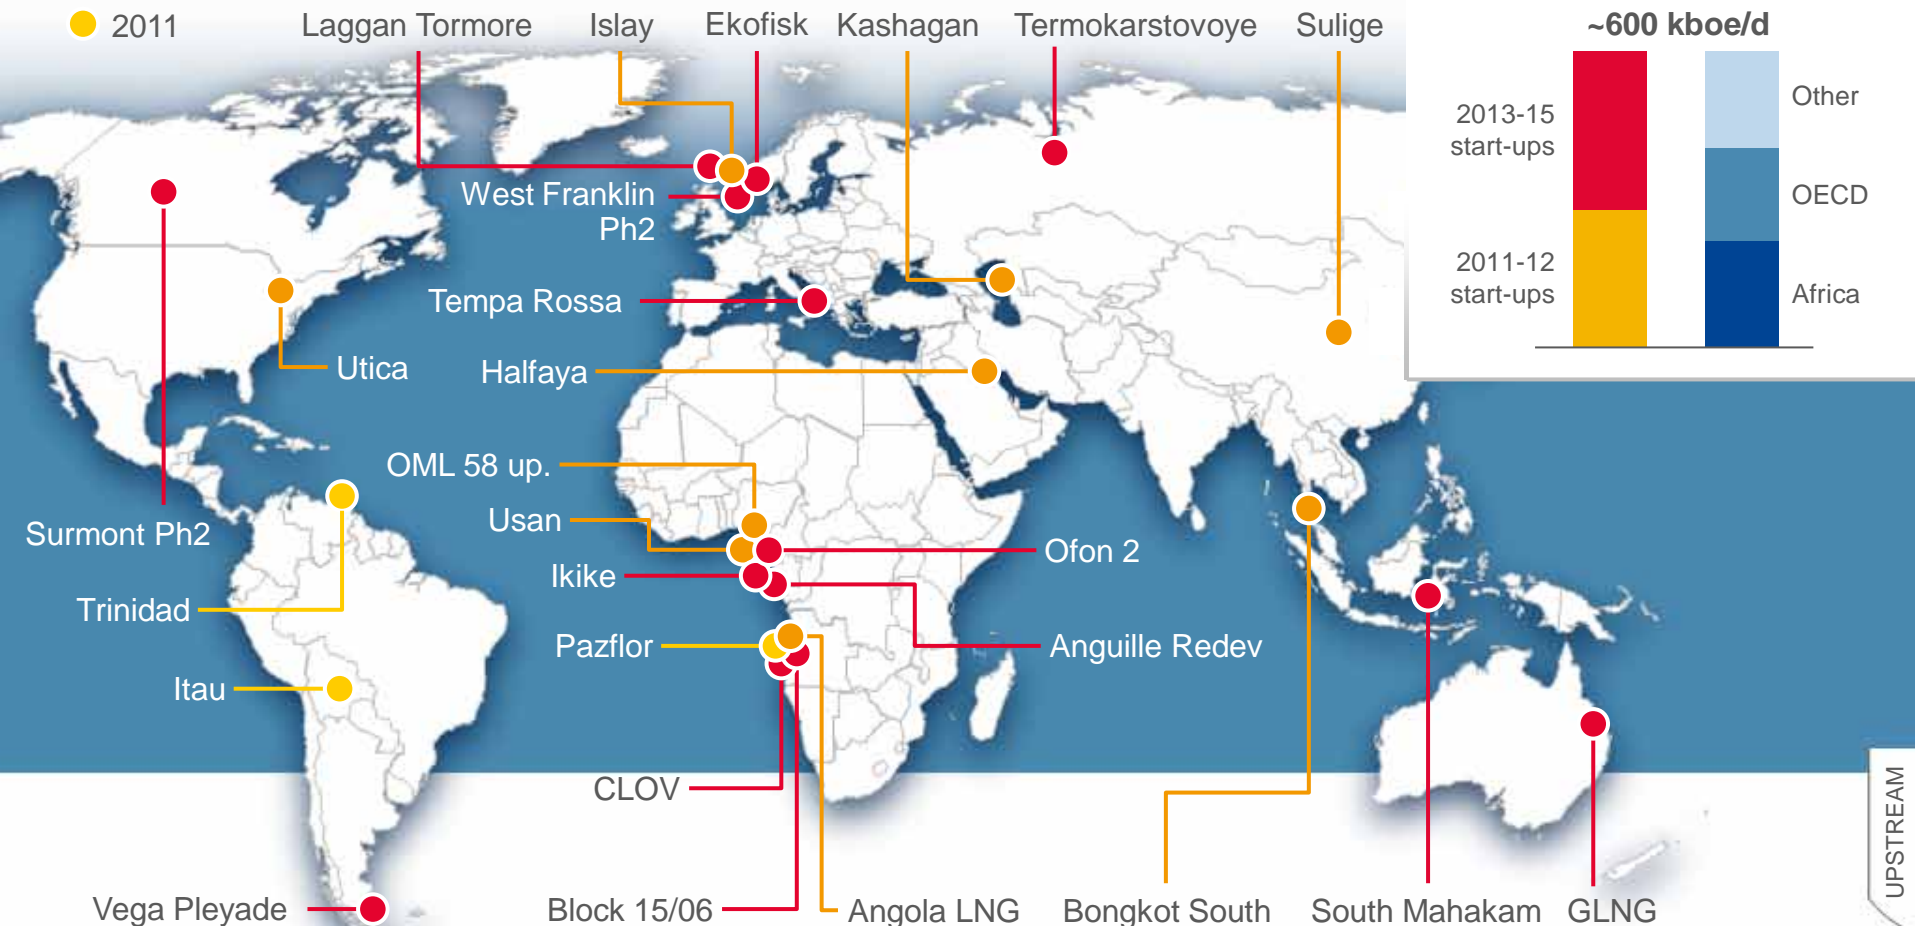 2011
Laggan Tormore
Islay
Ekofisk
Kashagan
Termokarstovoye
Sulige
~600 kboe/d
2013-15
start-ups
Other
OECD
2011-12
start-ups
Africa
West Franklin
Ph2
Tempa Rossa
Utica
Halfaya
OML 58 up.
Usan
Surmont Ph2
Ofon 2
Ikike
Trinidad
Pazflor
Anguille Redev
Itau
CLOV
UPSTREAM
Vega Pleyade
Block 15/06
Angola LNG
Bongkot South
South Mahakam
GLNG